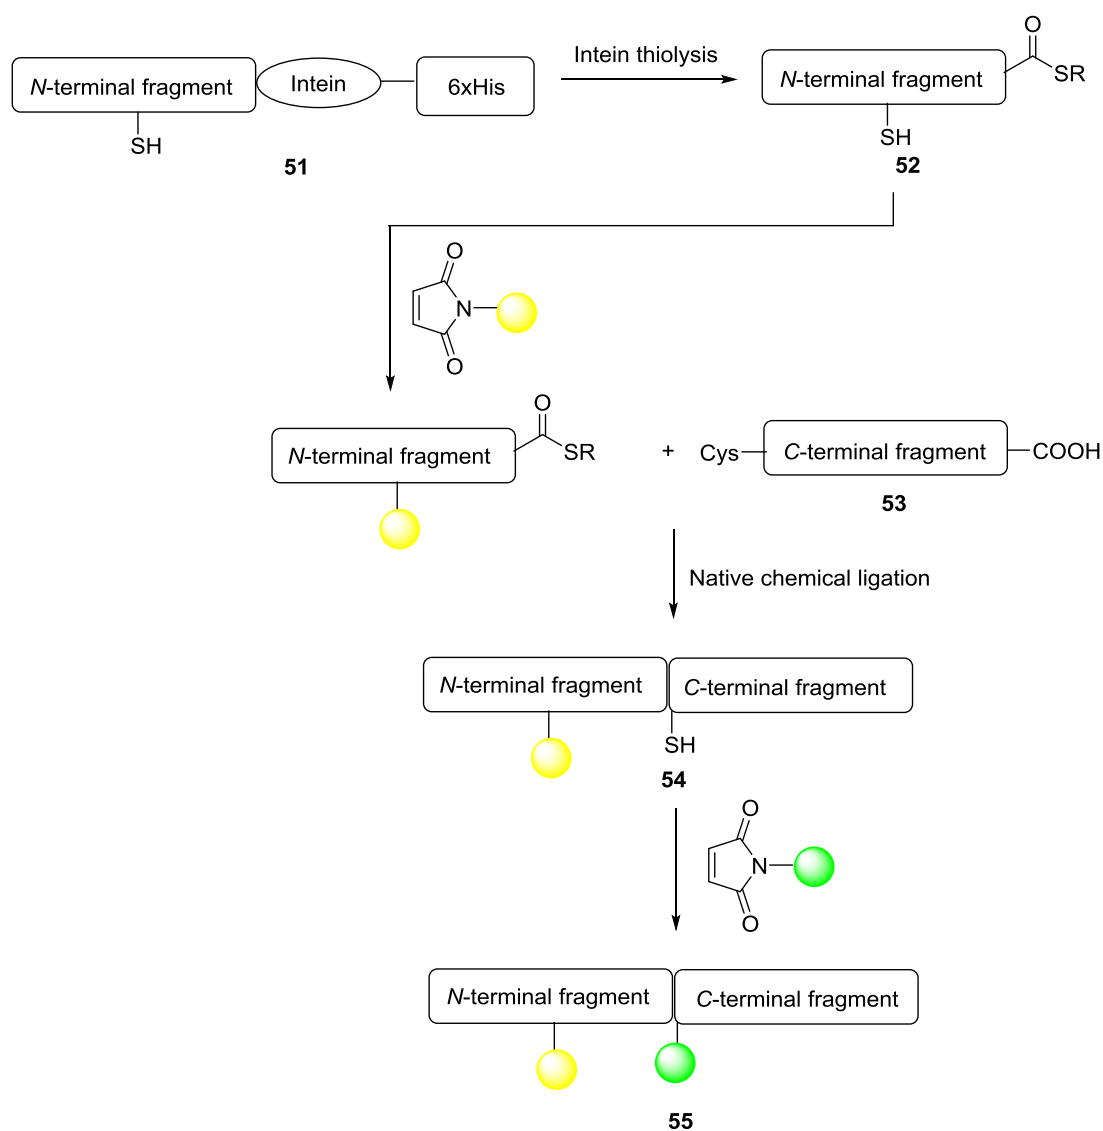 N-terminal fragment Intein 6xHis
SH
51
Intein thiolysis
N-terminal fragment
O
SR
SH
52
O
N
O
N-terminal fragment
O
SR
+
Cys C-terminal fragment COOH
53
Native chemical ligation
N-terminal fragment C-terminal fragment
SH
54
O
N
O
N-terminal fragment C-terminal fragment
55